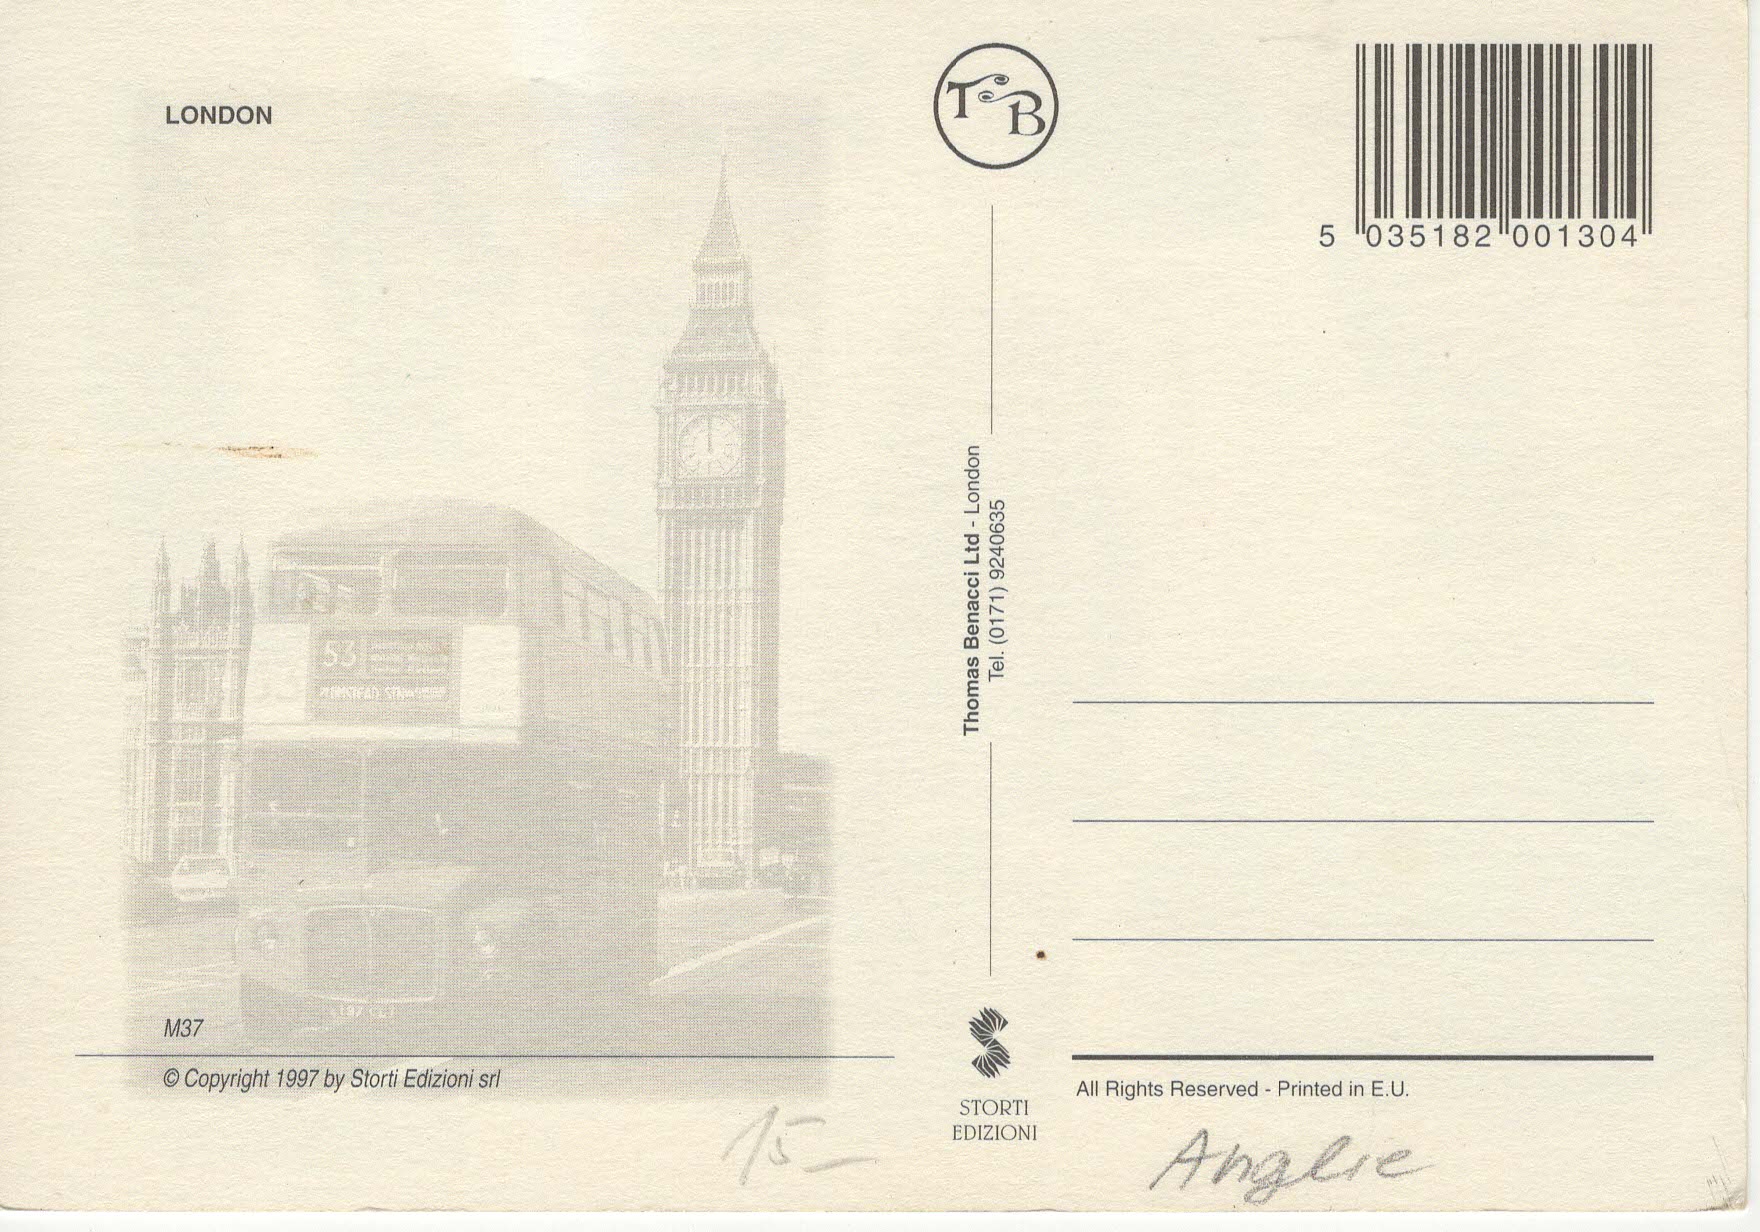 LONDON
53
M37
© Copyright 1997 by Storti Edizioni srl
15-
T B
Thomas Benacci Ltd - London
Tel. (0171) 9240635
STORTI
EDIZIONI
5 035182 001304
All Rights Reserved - Printed in E.U.
Anglie